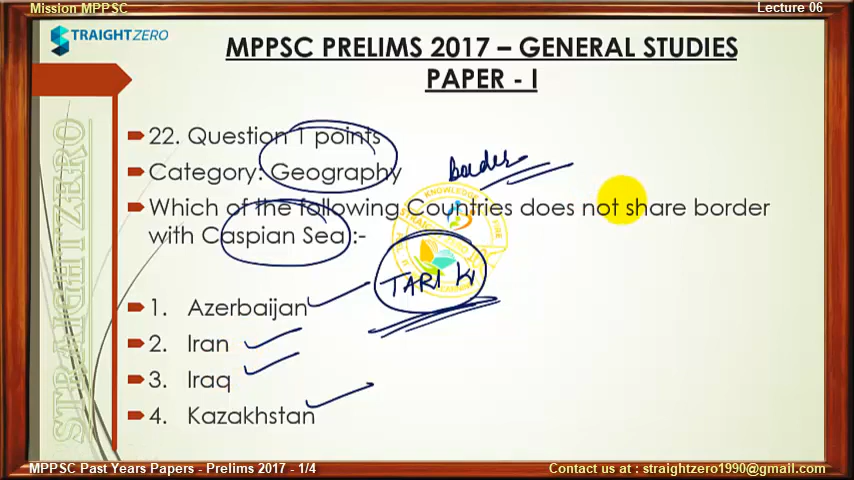 Mission MPPSC
Lecture 06
STRAIGHTZERO
MPPSC PRELIMS 2017 – GENERAL STUDIES
PAPER - I
22. Question 1 points
Category: Geography
Border
Which of the following Countries does not share border
with Caspian Sea :-
TARIK
1. Azerbaijan
2. Iran
3. Iraq
4. Kazakhstan
STRAIGHTZERO
MPPSC Past Years Papers - Prelims 2017 - 1/4
Contact us at : straightzero1990@gmail.com